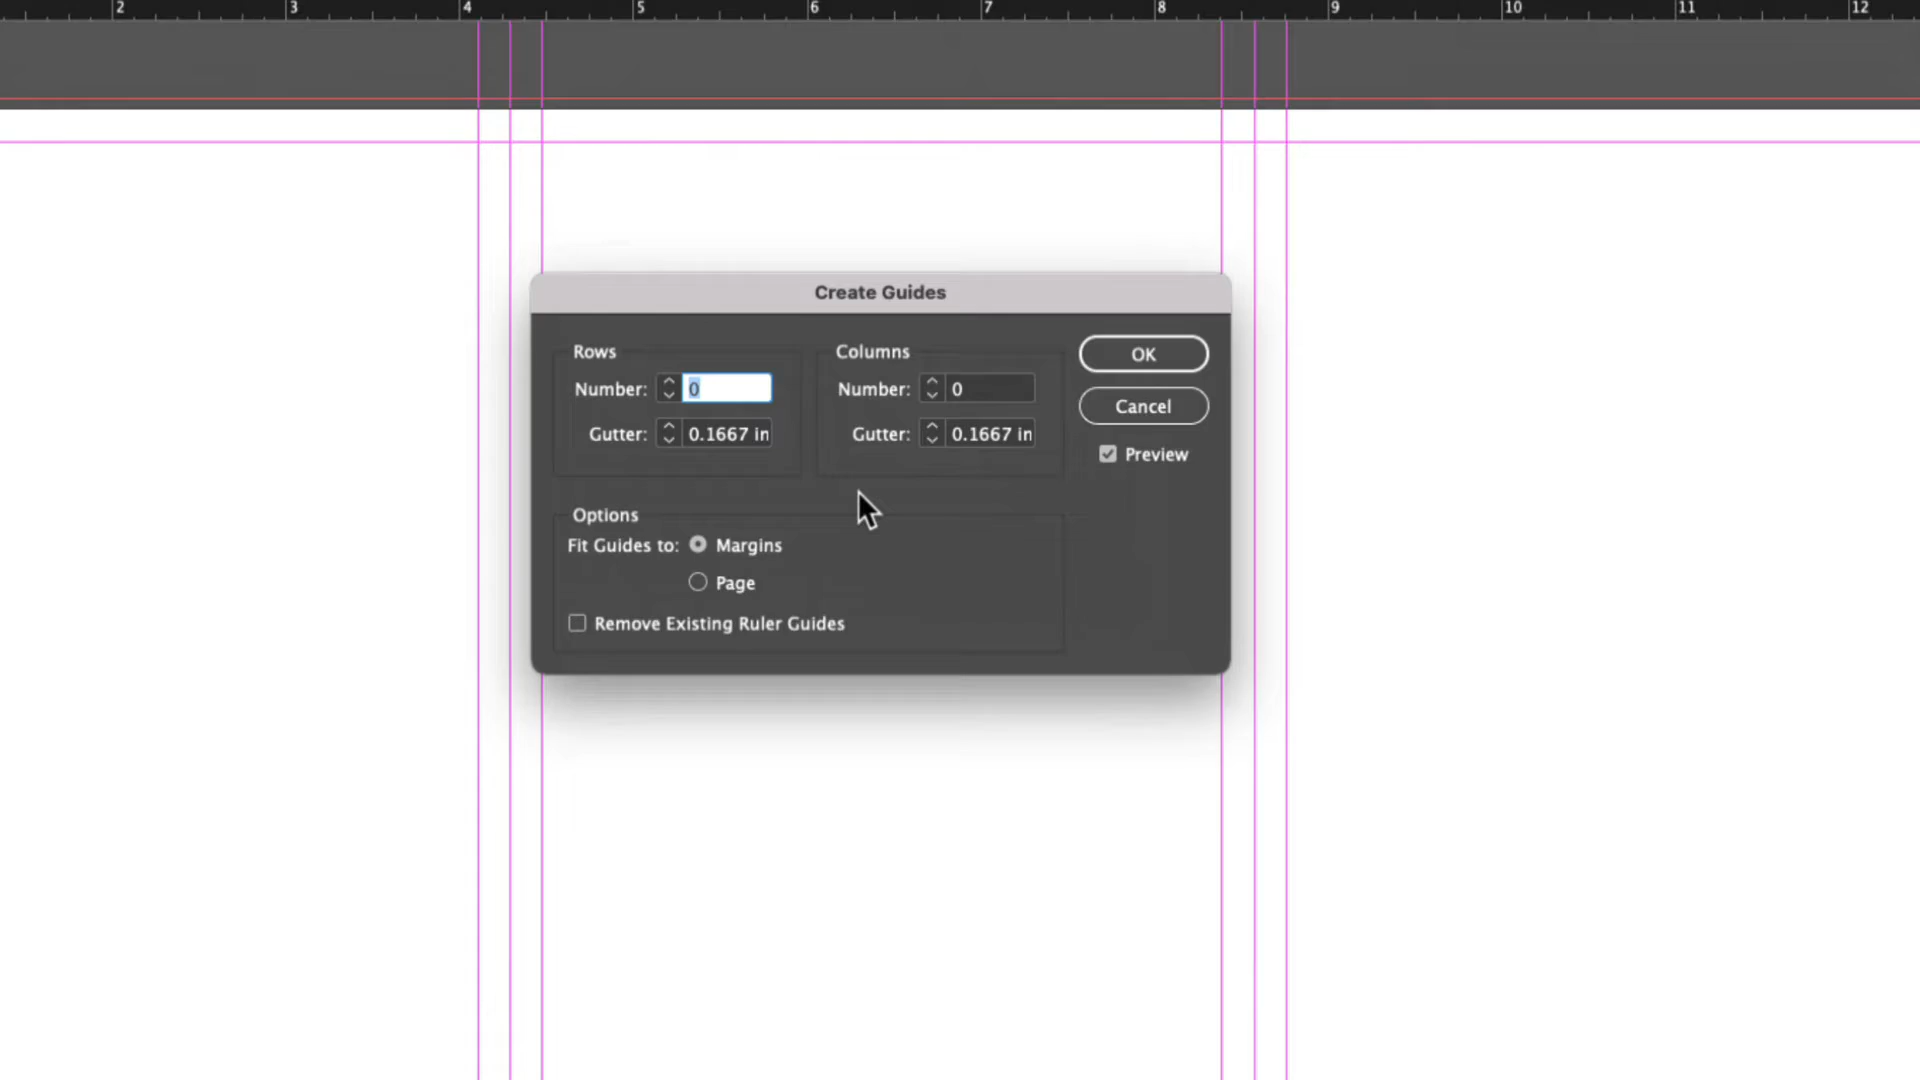 2 3 4 5 6 7 8 9 10 11 12
Create Guides
Rows
Number: 0
Gutter: 0.1667 in
Columns
Number: 0
Gutter: 0.1667 in
OK
Cancel
Preview
Options
Fit Guides to: Margins
Page
Remove Existing Ruler Guides